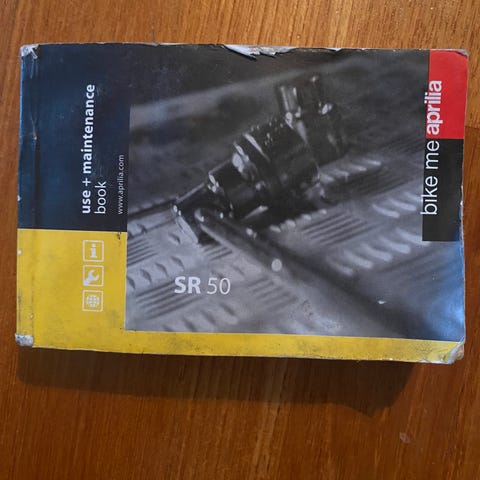 use + maintenance
book
www.aprilia.com
SR 50
bike me aprilia